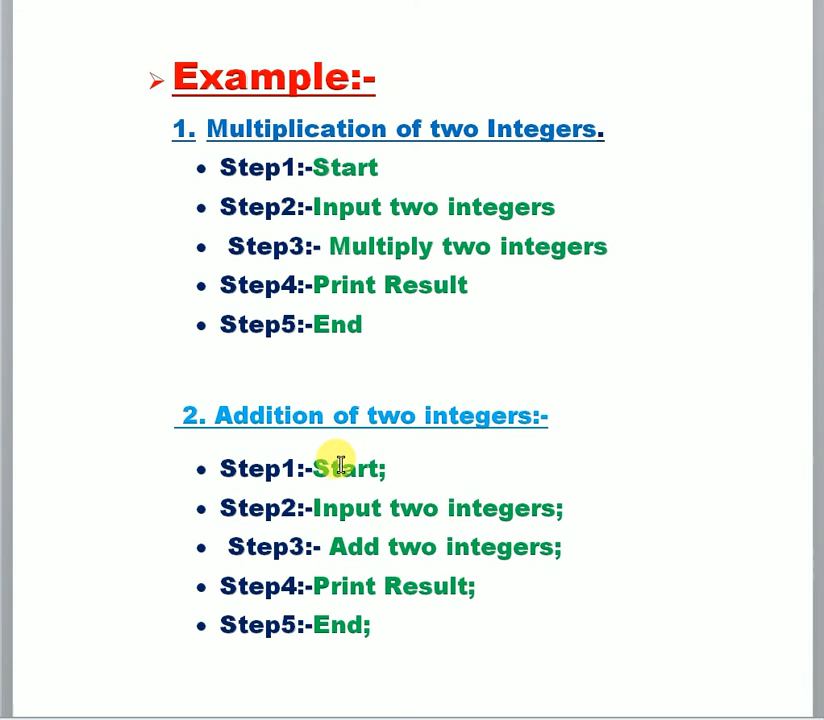 Example:-
1. Multiplication of two Integers.
Step1:-Start
Step2:-Input two integers
Step3:- Multiply two integers
Step4:-Print Result
Step5:-End
2. Addition of two integers:-
Step1:-Start;
Step2:-Input two integers;
Step3:- Add two integers;
Step4:-Print Result;
Step5:-End;